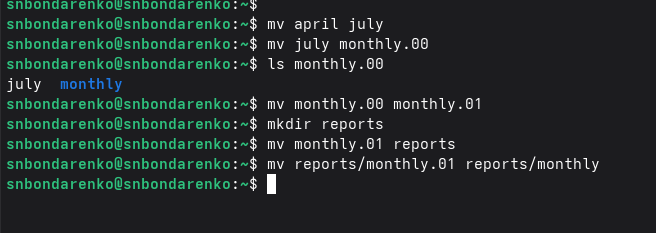 snbondarenko@snbondarenko:~$
snbondarenko@snbondarenko:~$ mv april july
snbondarenko@snbondarenko:~$ mv july monthly.00
snbondarenko@snbondarenko:~$ ls monthly.00
july  monthly
snbondarenko@snbondarenko:~$ mv monthly.00 monthly.01
snbondarenko@snbondarenko:~$ mkdir reports
snbondarenko@snbondarenko:~$ mv monthly.01 reports
snbondarenko@snbondarenko:~$ mv reports/monthly.01 reports/monthly
snbondarenko@snbondarenko:~$